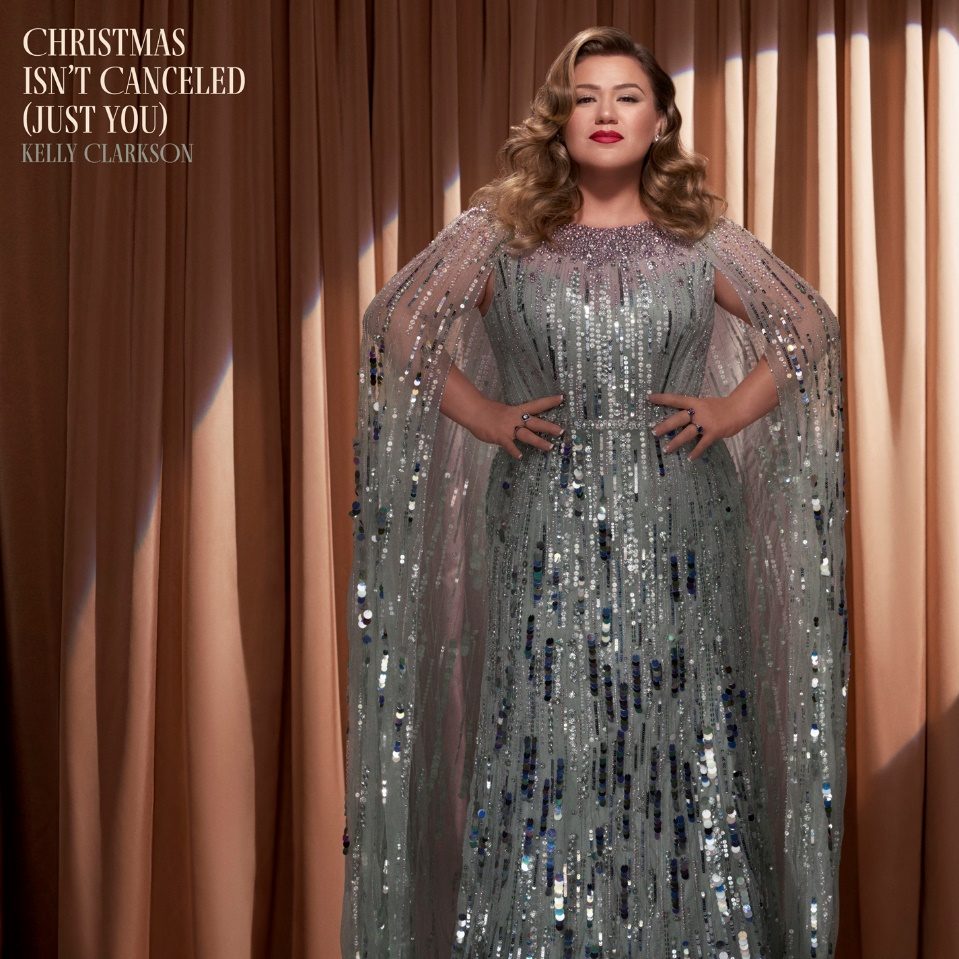 CHRISTMAS
ISN'T CANCELED
(JUST YOU)
KELLY CLARKSON